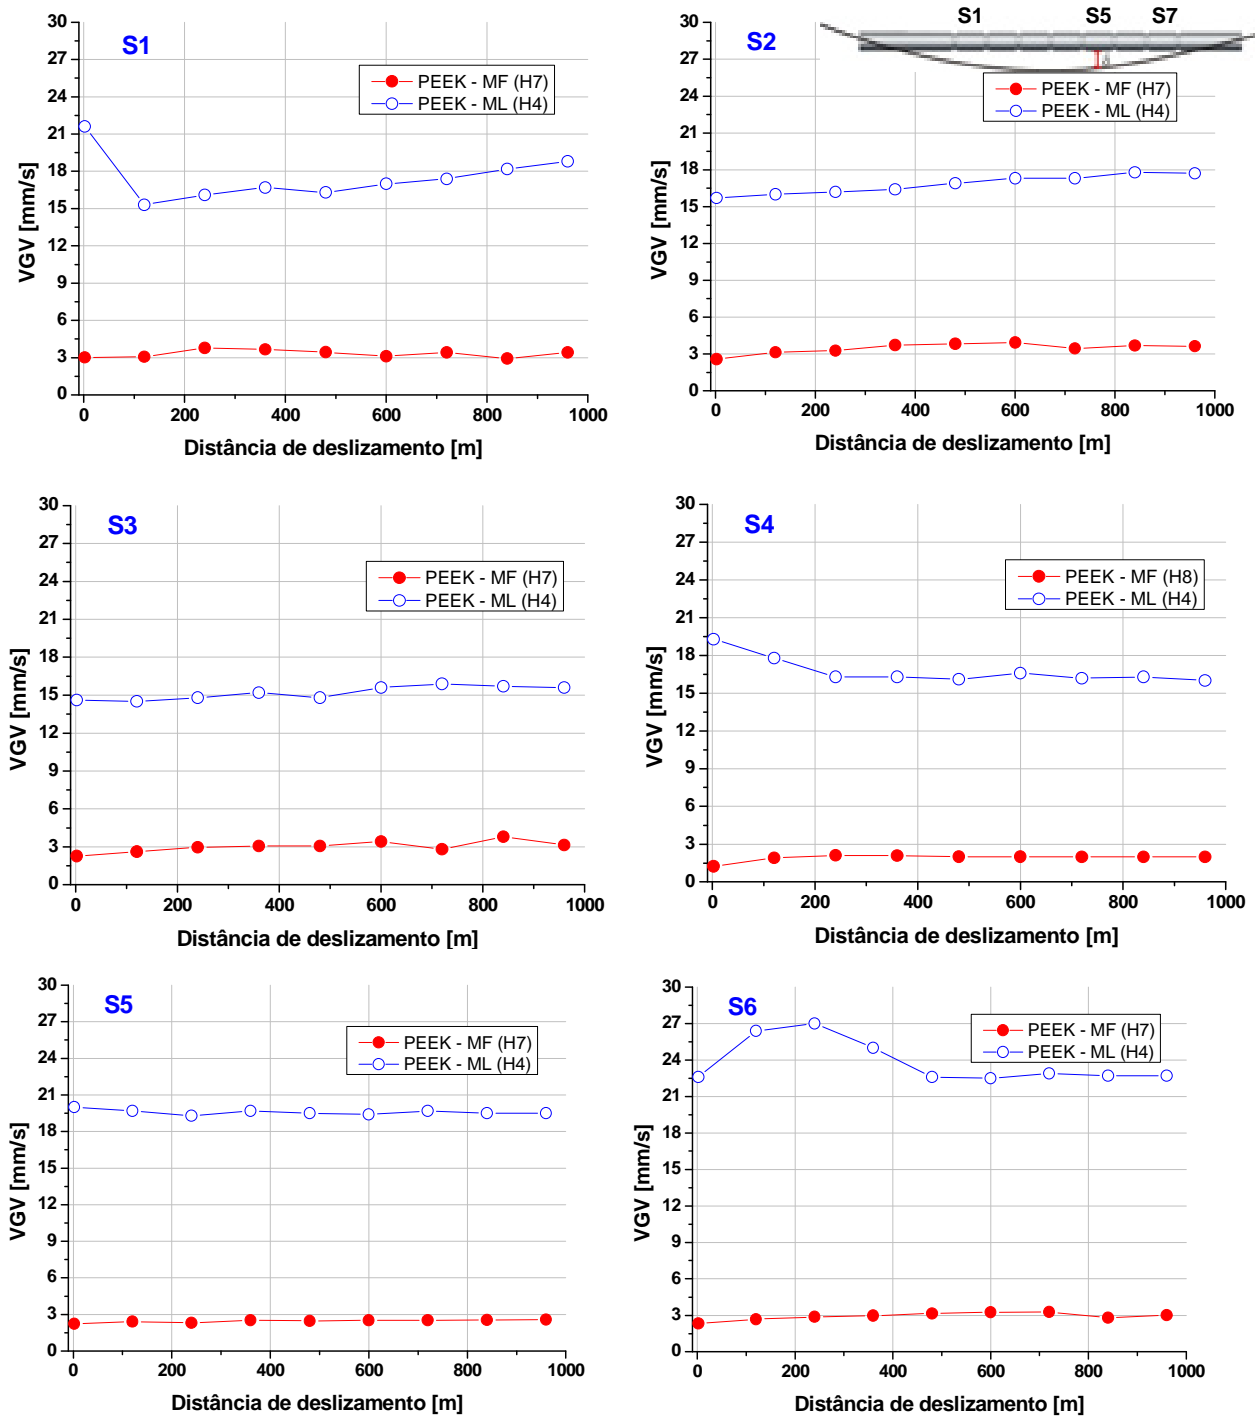 S1
PEEK - MF (H7)
PEEK - ML (H4)
VGV [mm/s]
30
27
24
21
18
15
12
9
6
3
0
0 200 400 600 800 1000
Distância de deslizamento [m]
S1 S5 S7
S2
PEEK - MF (H7)
PEEK - ML (H4)
VGV [mm/s]
30
27
24
21
18
15
12
9
6
3
0
0 200 400 600 800 1000
Distância de deslizamento [m]
S3
PEEK - MF (H7)
PEEK - ML (H4)
VGV [mm/s]
30
27
24
21
18
15
12
9
6
3
0
0 200 400 600 800 1000
Distância de deslizamento [m]
S4
PEEK - MF (H8)
PEEK - ML (H4)
VGV [mm/s]
30
27
24
21
18
15
12
9
6
3
0
0 200 400 600 800 1000
Distância de deslizamento [m]
S5
PEEK - MF (H7)
PEEK - ML (H4)
VGV [mm/s]
30
27
24
21
18
15
12
9
6
3
0
0 200 400 600 800 1000
Distância de deslizamento [m]
S6
PEEK - MF (H7)
PEEK - ML (H4)
VGV [mm/s]
30
27
24
21
18
15
12
9
6
3
0
0 200 400 600 800 1000
Distância de deslizamento [m]